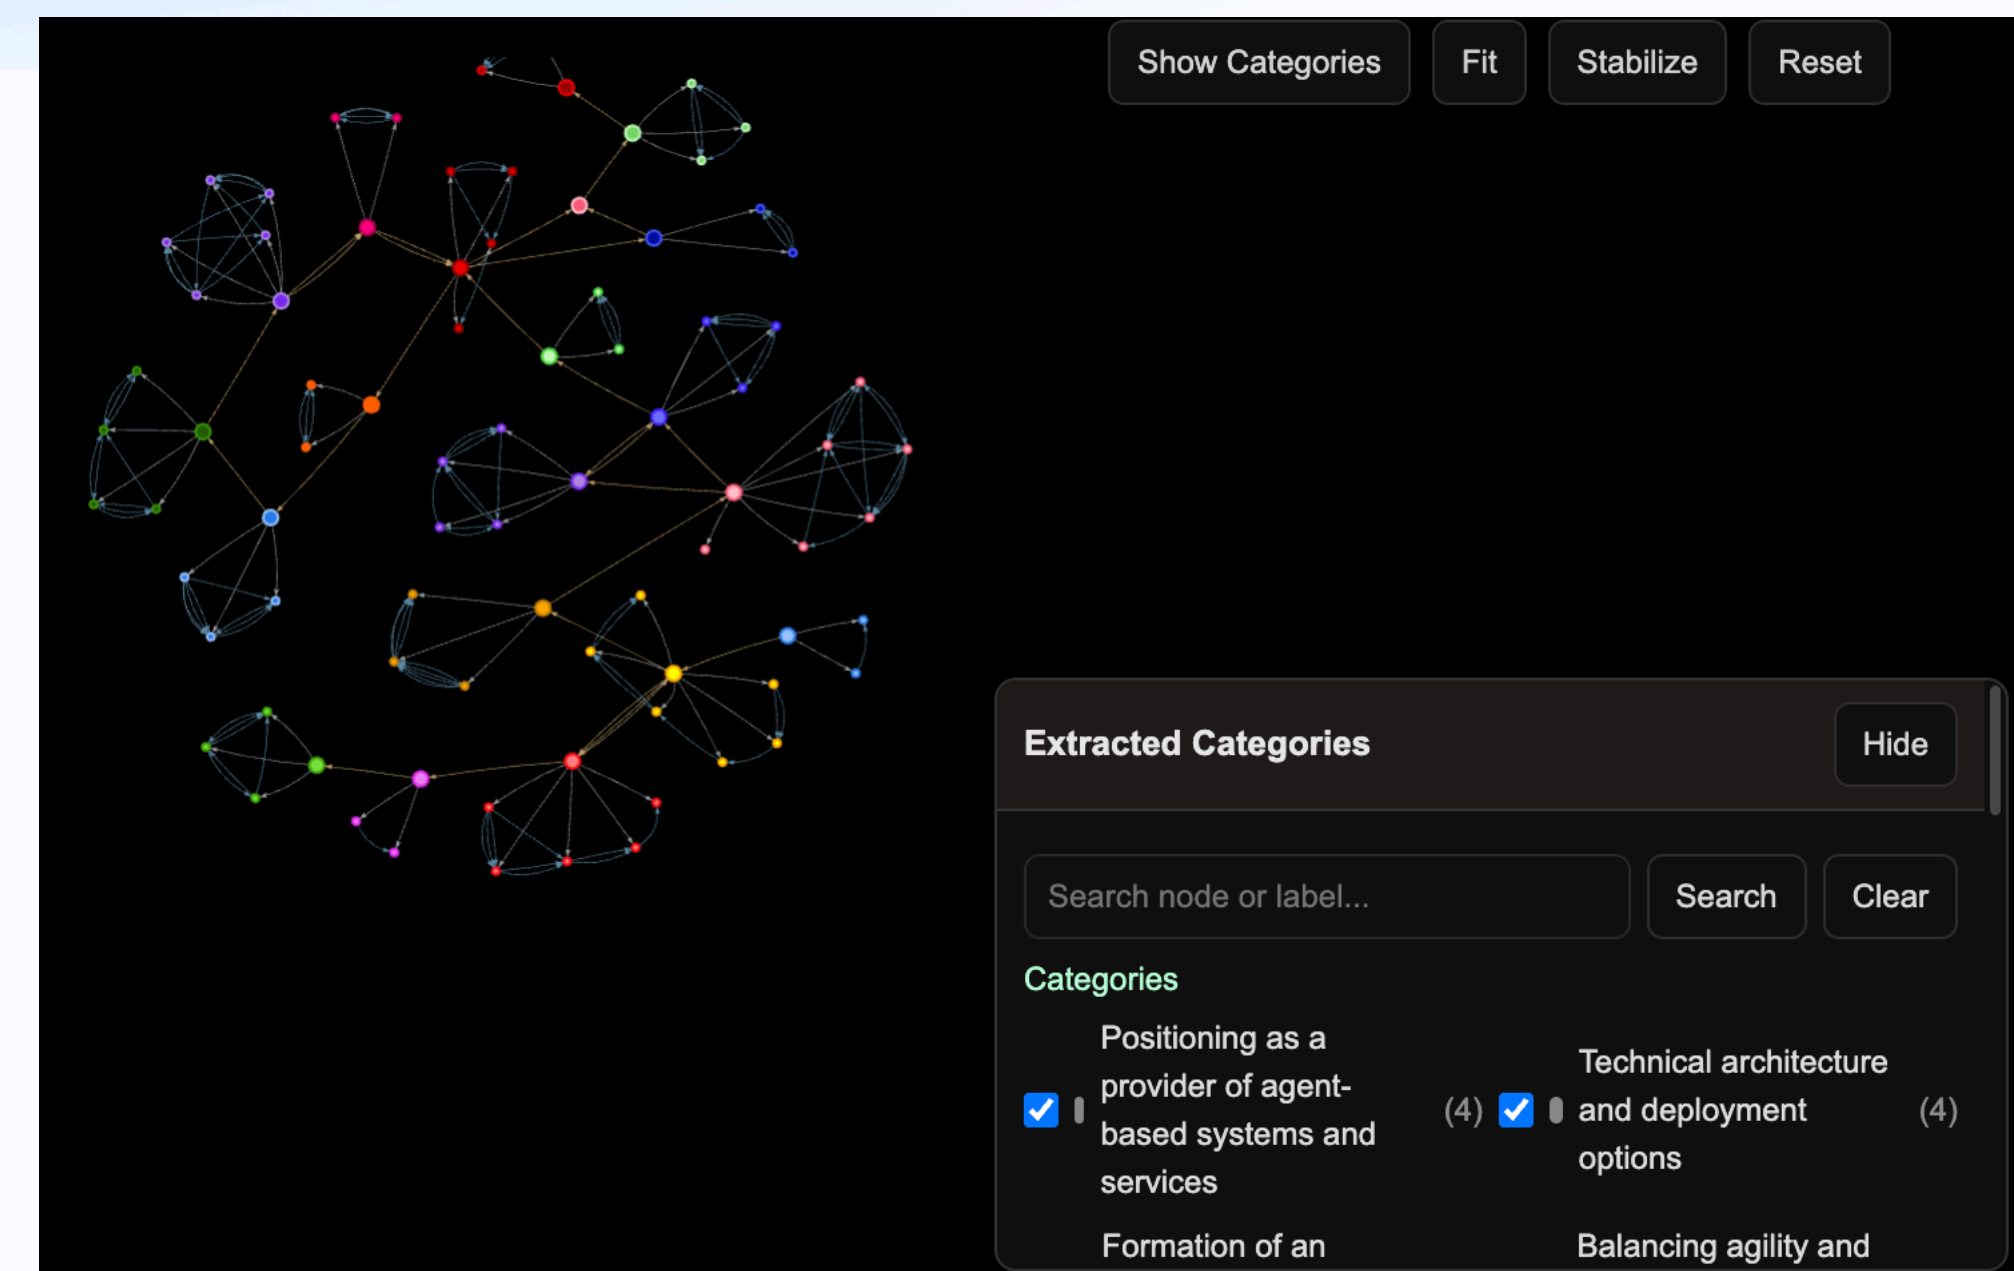 Show Categories
Fit
Stabilize
Reset
Extracted Categories
Hide
Search node or label...
Search
Clear
Categories
Positioning as a
provider of agent-
based systems and
services
(4)
Technical architecture
and deployment
options
(4)
Formation of an
Balancing agility and